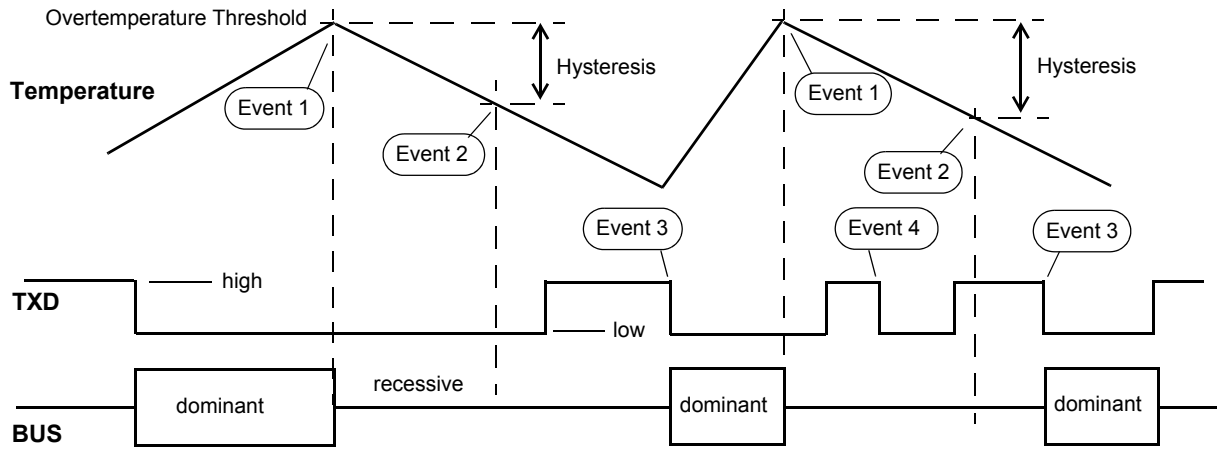 Overtemperature Threshold
Hysteresis
Hysteresis
Temperature
Event 1
Event 1
Event 2
Event 2
Event 3
Event 4
Event 3
high
TXD
low
recessive
dominant
dominant
dominant
BUS